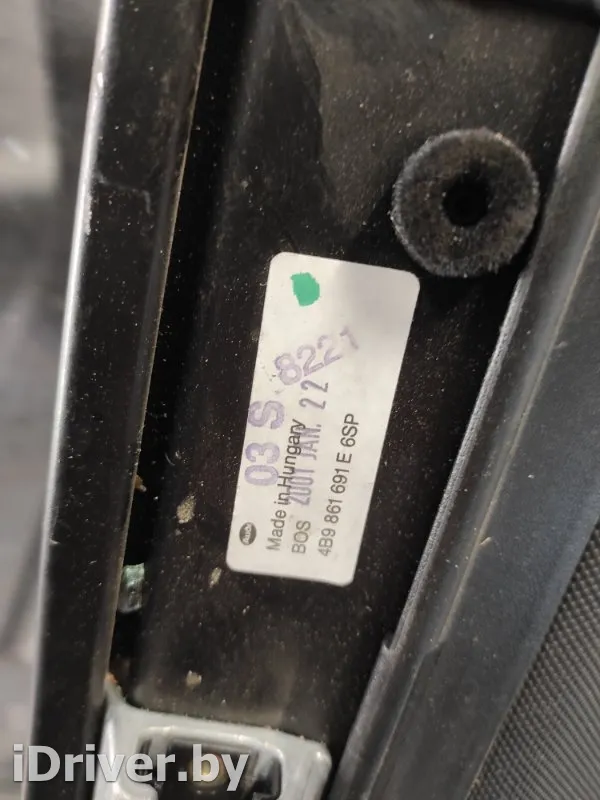 03 S 8221
Made in Hungary
BOS 2001 JAN. 22
4B9 861 691 E 6SP
iDriver.by